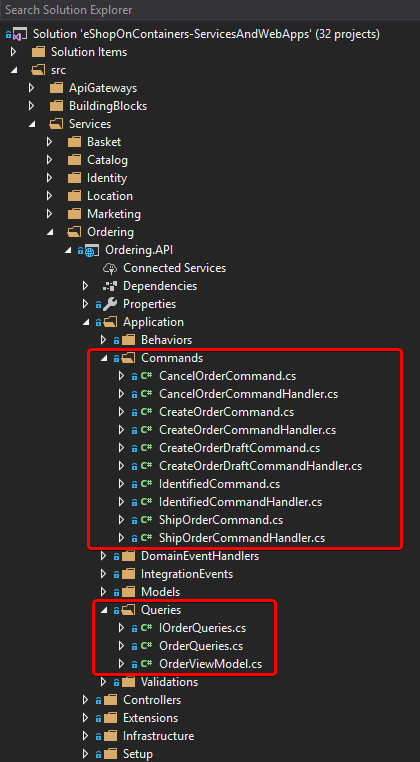 Search Solution Explorer
Solution 'eShopOnContainers-ServicesAndWebApps' (32 projects)
Solution Items
src
ApiGateways
BuildingBlocks
Services
Basket
Catalog
Identity
Location
Marketing
Ordering
Ordering.API
Connected Services
Dependencies
Properties
Application
Behaviors
Commands
C# CancelOrderCommand.cs
C# CancelOrderCommandHandler.cs
C# CreateOrderCommand.cs
C# CreateOrderCommandHandler.cs
C# CreateOrderDraftCommand.cs
C# CreateOrderDraftCommandHandler.cs
C# IdentifiedCommand.cs
C# IdentifiedCommandHandler.cs
C# ShipOrderCommand.cs
C# ShipOrderCommandHandler.cs
DomainEventHandlers
IntegrationEvents
Models
Queries
C# IOrderQueries.cs
C# OrderQueries.cs
C# OrderViewModel.cs
Validations
Controllers
Extensions
Infrastructure
Setup